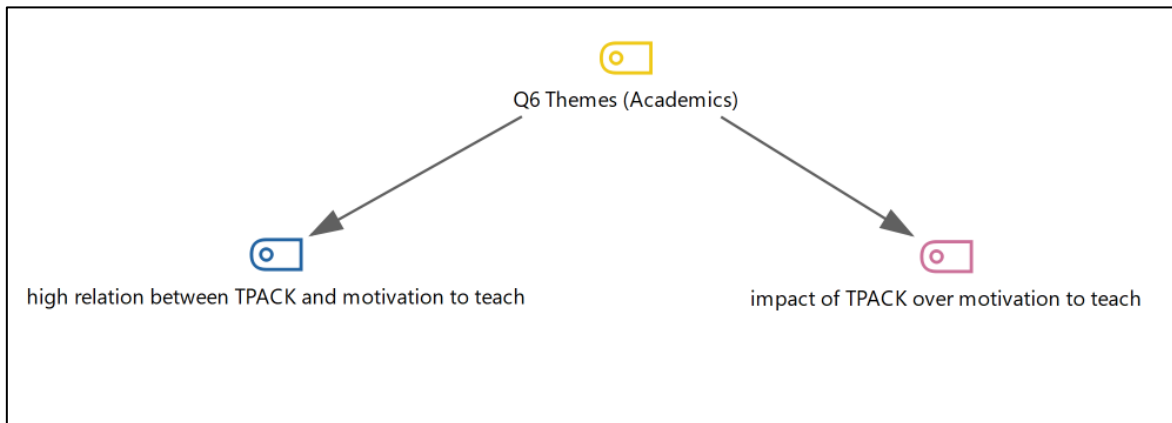 Q6 Themes (Academics)
high relation between TPACK and motivation to teach
impact of TPACK over motivation to teach